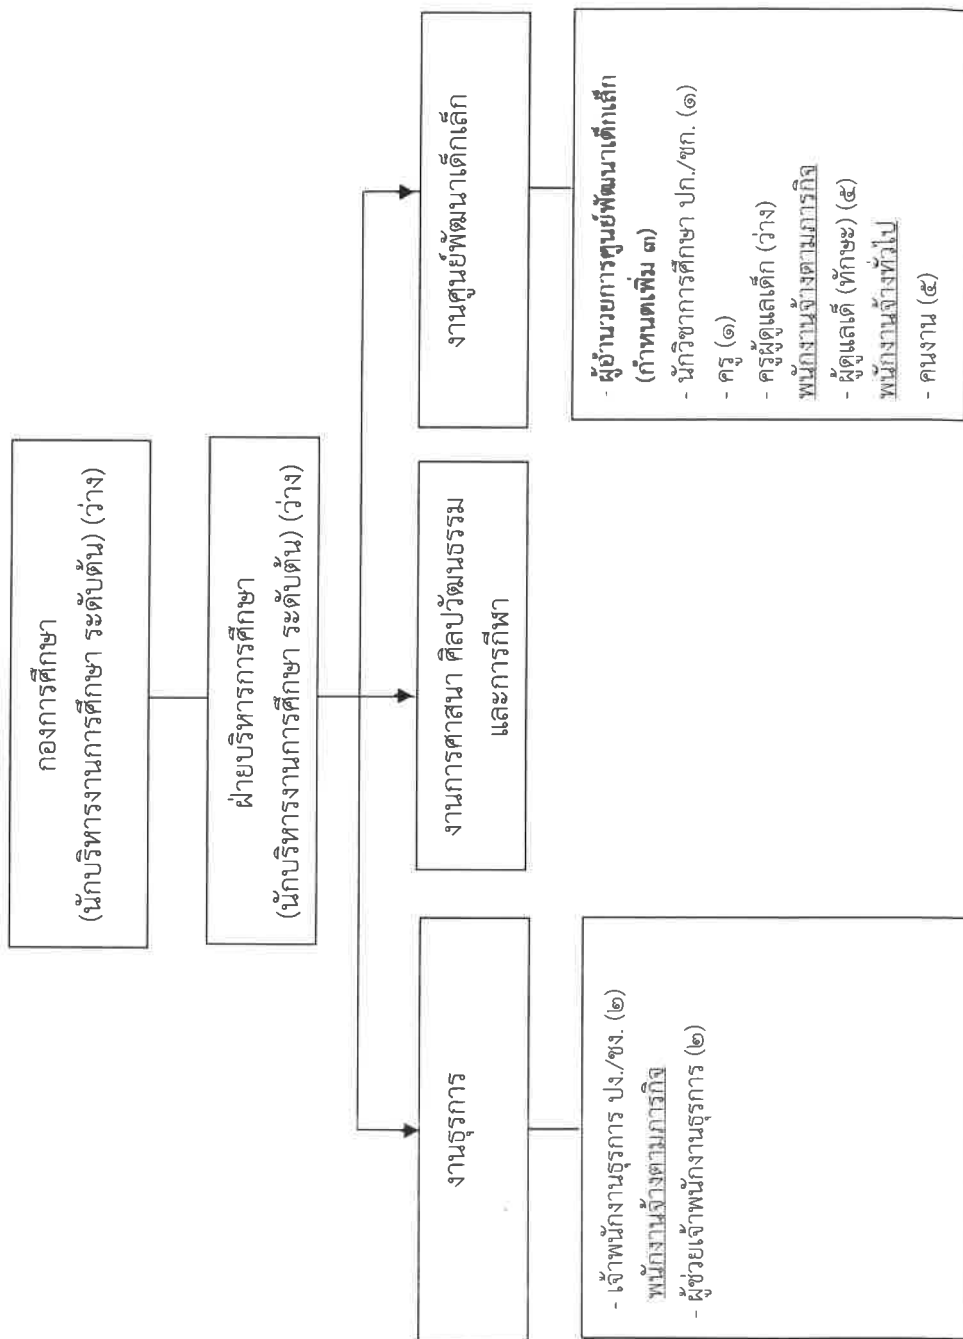 กองการศึกษา
(นักบริหารงานการศึกษา ระดับต้น) (ว่าง)
ฝ่ายบริหารการศึกษา
(นักบริหารงานการศึกษา ระดับต้น) (ว่าง)
งานธุรการ
งานการศาสนา ศิลปวัฒนธรรม
และการกีฬา
งานศูนย์พัฒนาเด็กเล็ก
- เจ้าพนักงานธุรการ ปง./ชง. (๒)
พนักงานจ้างตามภารกิจ
- ผู้ช่วยเจ้าพนักงานธุรการ (๒)
- ผู้อำนวยการศูนย์พัฒนาเด็กเล็ก
(กำหนดเพิ่ม ๓)
- นักวิชาการศึกษา ปก./ชก. (๑)
- ครู (๑)
- ครูผู้ดูแลเด็ก (ว่าง)
พนักงานจ้างตามภารกิจ
- ผู้ดูแลเด็ (ทักษะ) (๕)
พนักงานจ้างทั่วไป
- คนงาน (๕)